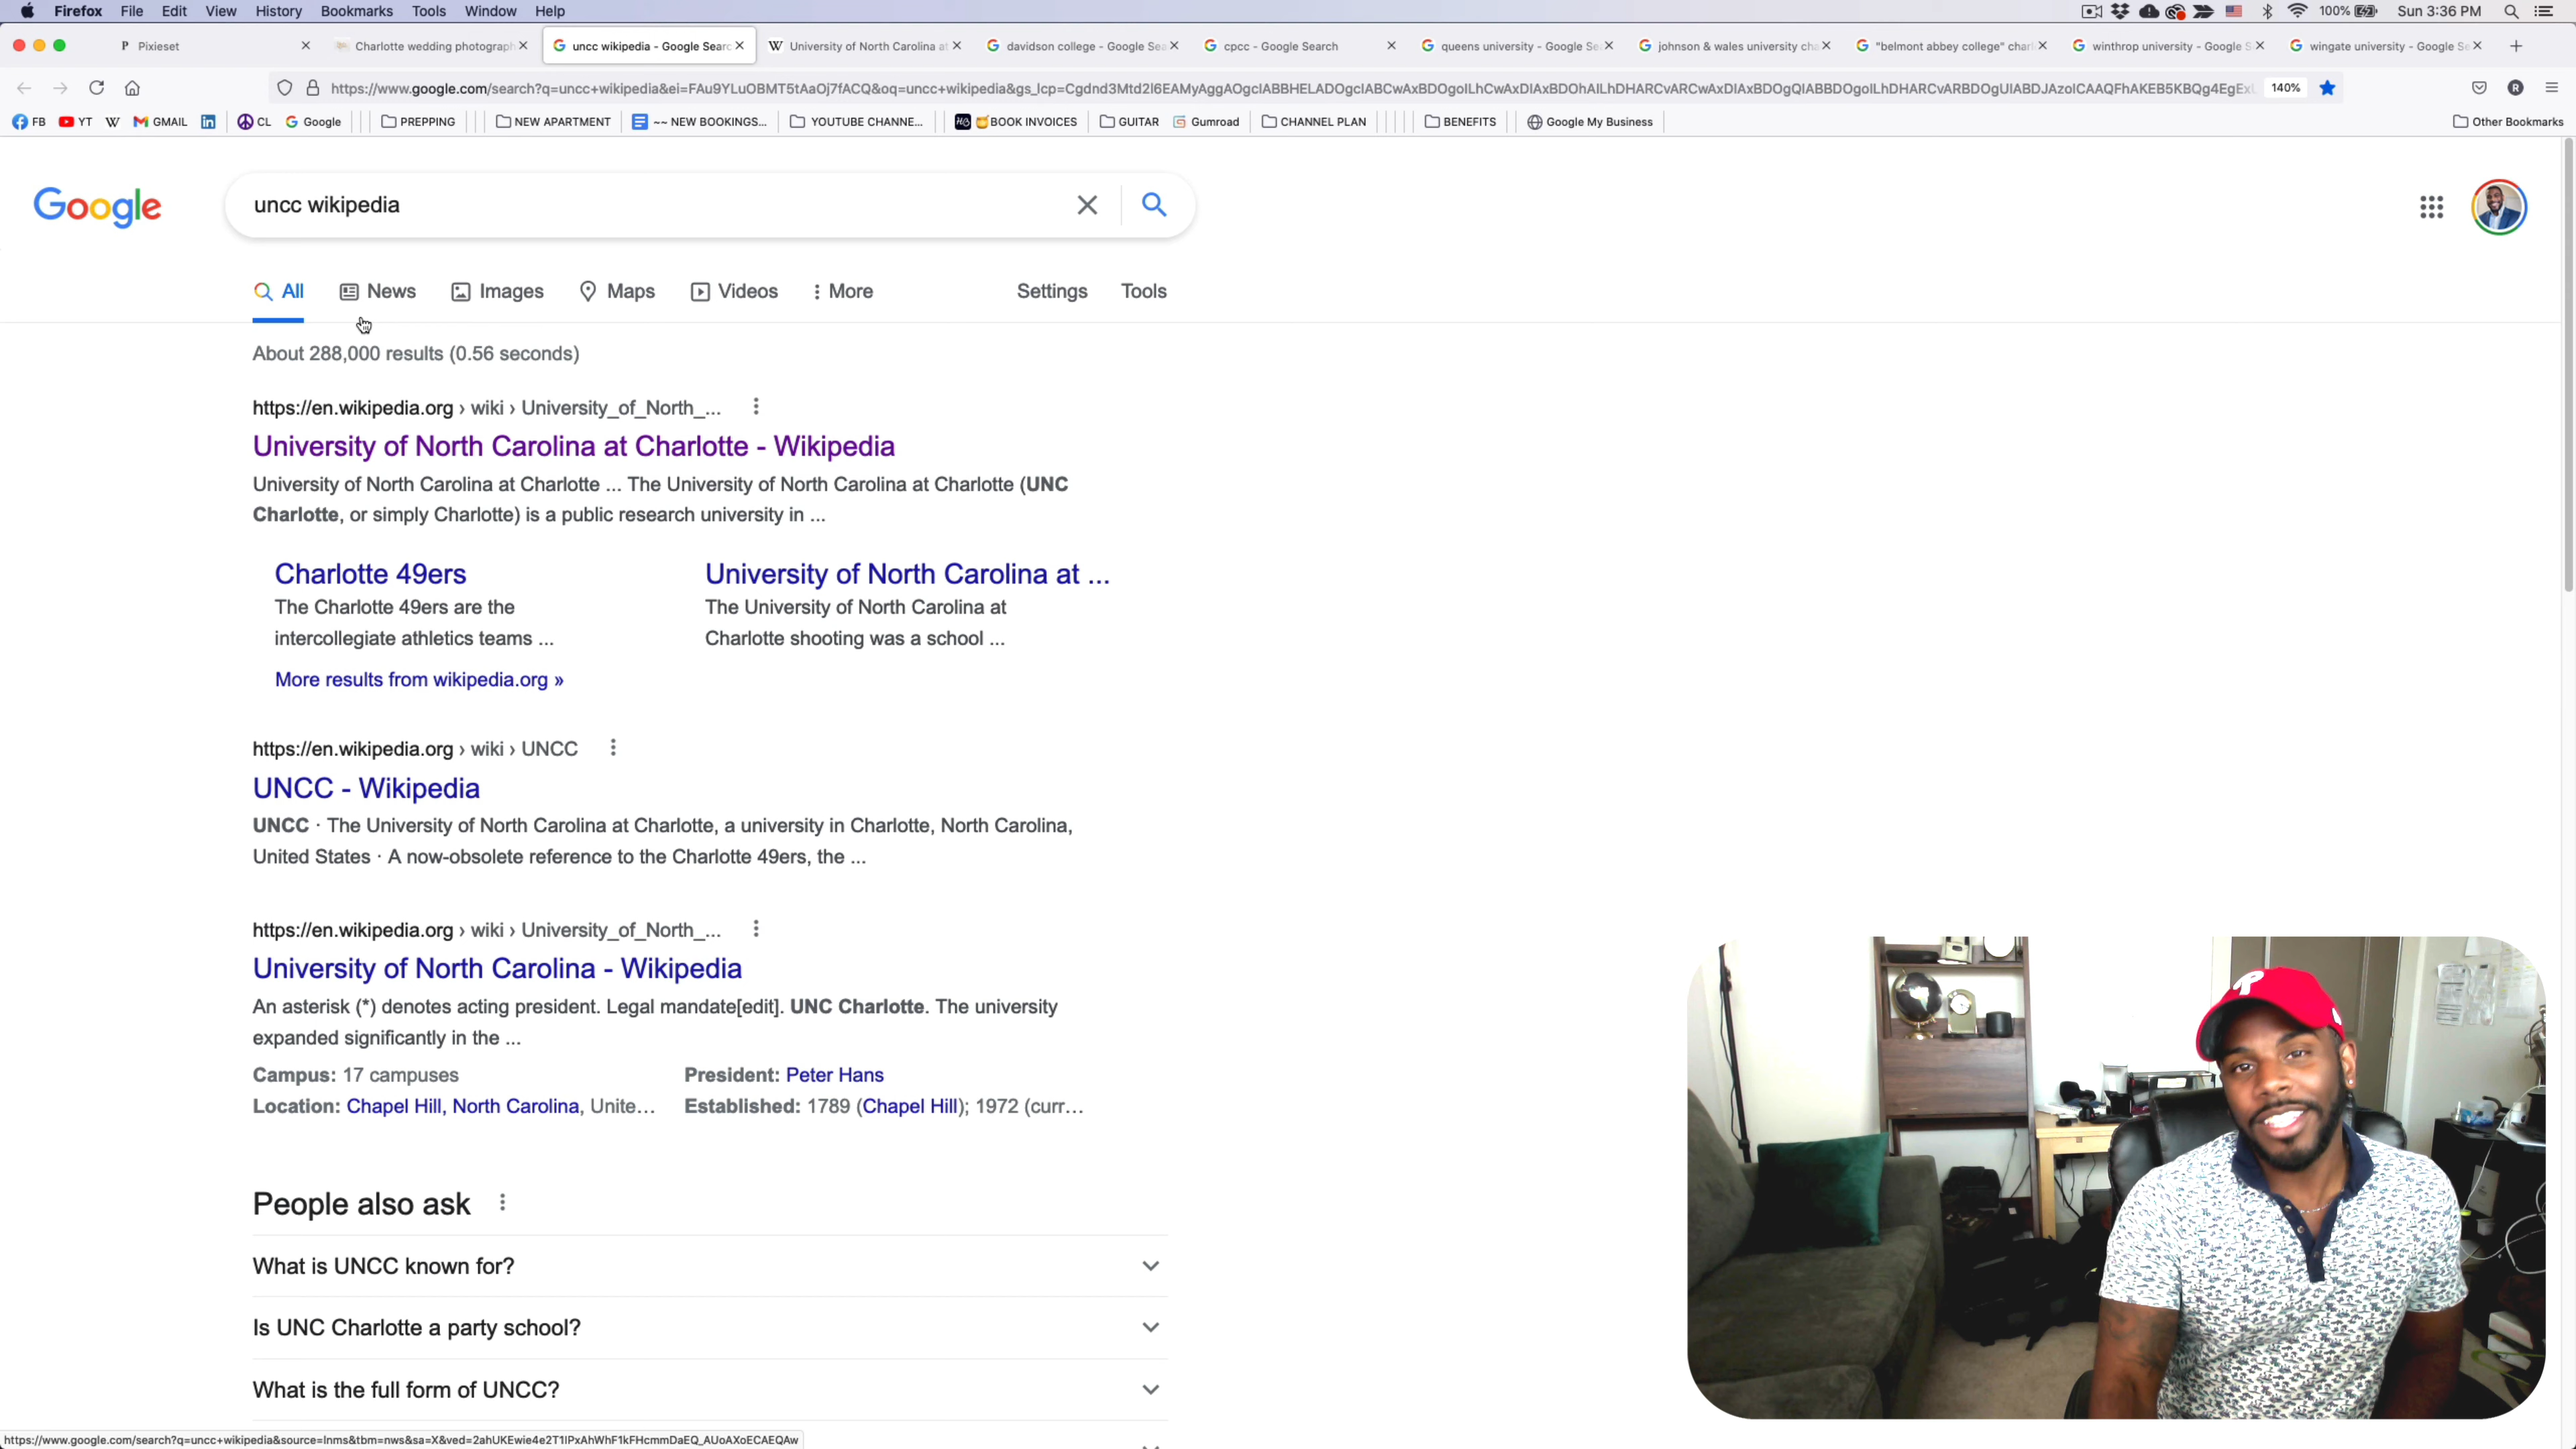 Firefox File Edit View History Bookmarks Tools Window Help 100% Sun 3:36 PM
P Pixieset
Charlotte wedding photograph
uncc wikipedia - Google Searc
W University of North Carolina at
davidson college - Google Sea
cpcc - Google Search
queens university - Google Se
johnson & wales university cha
"belmont abbey college" charl
winthrop university - Google S
wingate university - Google Se
140%
FB YT W GMAIL in CL Google PREPPING NEW APARTMENT ~~ NEW BOOKINGS... YOUTUBE CHANNE... BOOK INVOICES GUITAR Gumroad CHANNEL PLAN BENEFITS Google My Business Other Bookmarks
Google
uncc wikipedia
All News Images Maps Videos More Settings Tools
About 288,000 results (0.56 seconds)
https://en.wikipedia.org › wiki › University_of_North_...
University of North Carolina at Charlotte - Wikipedia
University of North Carolina at Charlotte ... The University of North Carolina at Charlotte (UNC
Charlotte, or simply Charlotte) is a public research university in ...
Charlotte 49ers
The Charlotte 49ers are the
intercollegiate athletics teams ...
University of North Carolina at ...
The University of North Carolina at
Charlotte shooting was a school ...
More results from wikipedia.org »
https://en.wikipedia.org › wiki › UNCC
UNCC - Wikipedia
UNCC · The University of North Carolina at Charlotte, a university in Charlotte, North Carolina,
United States · A now-obsolete reference to the Charlotte 49ers, the ...
https://en.wikipedia.org › wiki › University_of_North_...
University of North Carolina - Wikipedia
An asterisk (*) denotes acting president. Legal mandate[edit]. UNC Charlotte. The university
expanded significantly in the ...
Campus: 17 campuses President: Peter Hans
Location: Chapel Hill, North Carolina, Unite... Established: 1789 (Chapel Hill); 1972 (curr...
People also ask
What is UNCC known for?
Is UNC Charlotte a party school?
What is the full form of UNCC?
P